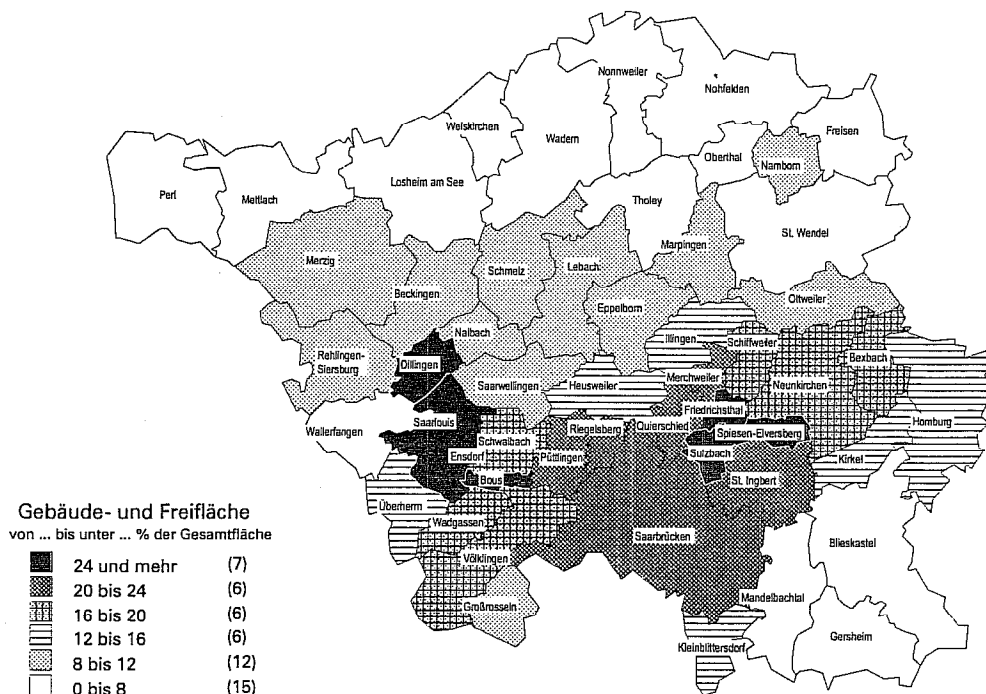 Nonnweiler
Nohfelden
Weiskirchen
Wadern
Freisen
Oberthal
Namborn
Perl
Mettlach
Losheim am See
Tholey
St. Wendel
Merzig
Marpingen
Schmelz
Lebach
Beckingen
Eppelborn
Ottweiler
Nalbach
Illingen
Schiffweiler
Bexbach
Rehlingen-
Siersburg
Dillingen
Saarwellingen
Heusweiler
Merchweiler
Neunkirchen
Friedrichsthal
Wallerfangen
Saarlouis
Riegelsberg
Quierschied
Spiesen-Elversberg
Homburg
Schwalbach
Ensdorf
Püttlingen
Sulzbach
Kirkel
Bous
St. Ingbert
Überherrn
Wadgassen
Saarbrücken
Blieskastel
Völklingen
Großrosseln
Mandelbachtal
Kleinblittersdorf
Gersheim
Gebäude- und Freifläche
von ... bis unter ... % der Gesamtfläche
24 und mehr (7)
20 bis 24 (6)
16 bis 20 (6)
12 bis 16 (6)
8 bis 12 (12)
0 bis 8 (15)